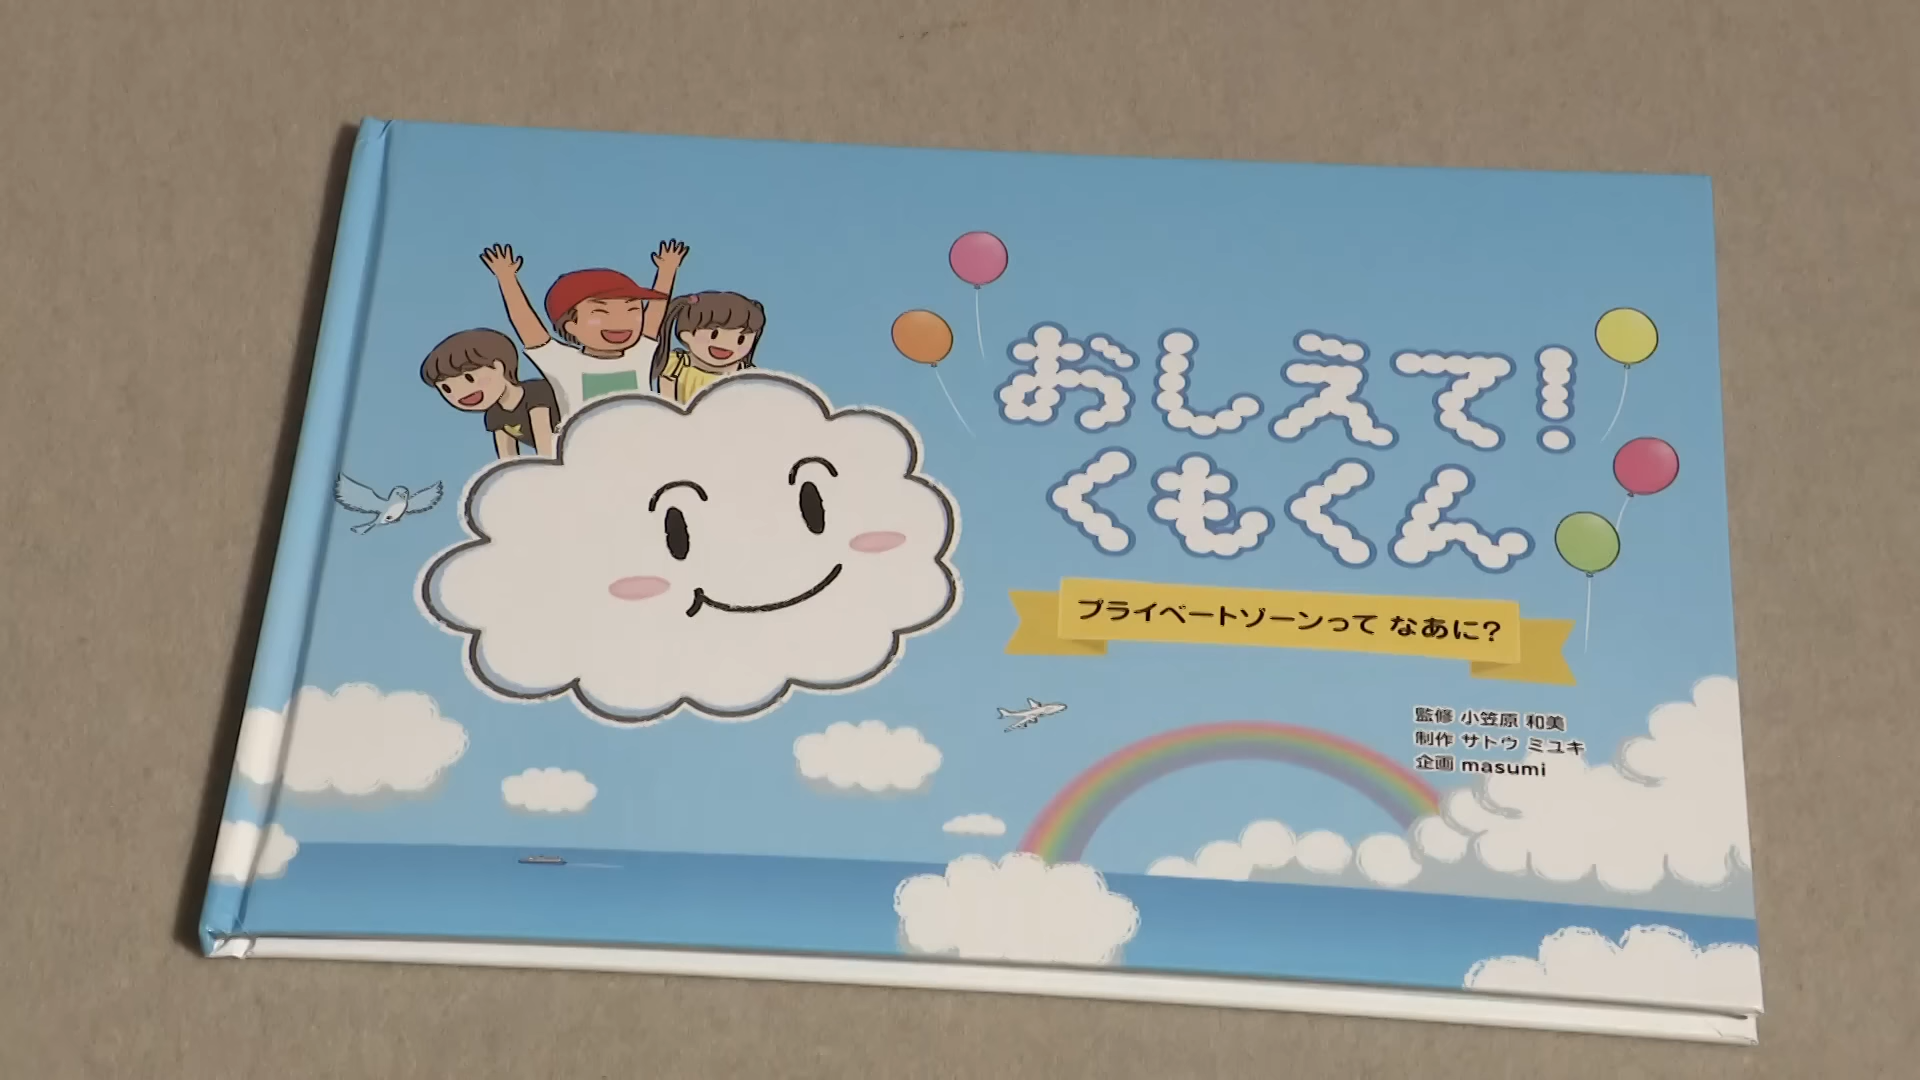 おしえて!
くもくん
プライベートゾーンって なあに?
監修 小笠原 和美
制作 サトウ ミユキ
企画 masumi